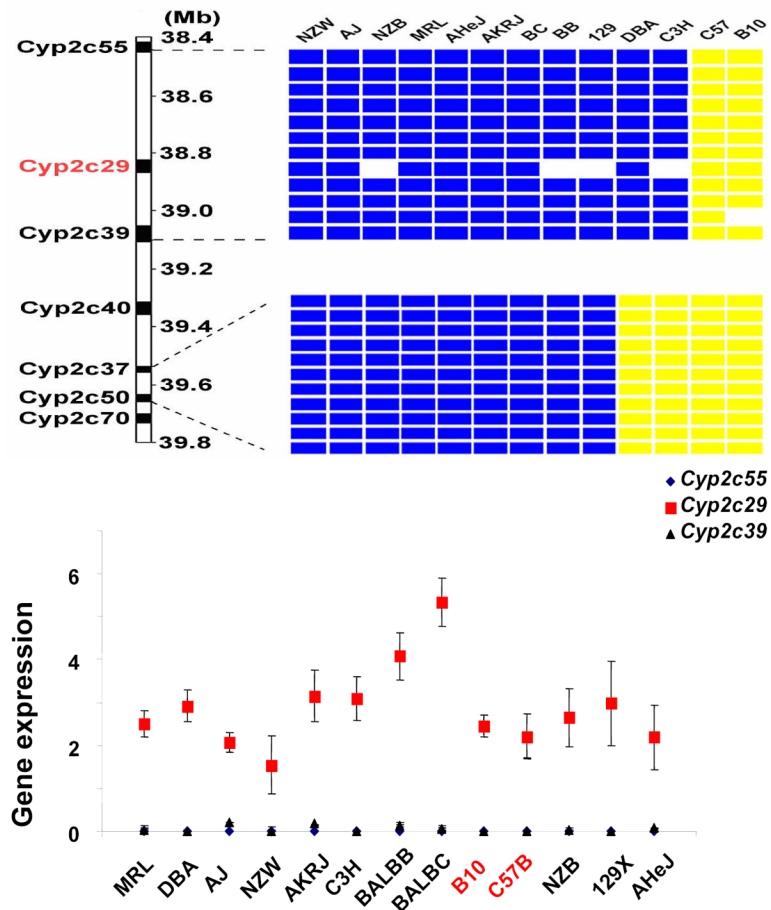 (Mb)
NZW AJ NZB MRL AHeJ AKRJ BC BB 129 DBA C3H C57 B10
Cyp2c55
38.4
38.6
38.8
Cyp2c29
39.0
Cyp2c39
39.2
Cyp2c40
39.4
Cyp2c37
39.6
Cyp2c50
Cyp2c70
39.8
Cyp2c55
Cyp2c29
Cyp2c39
Gene expression
6
4
2
0
MRL DBA AJ NZW AKRJ C3H BALBB BALBC B10 C57B NZB 129X AHeJ